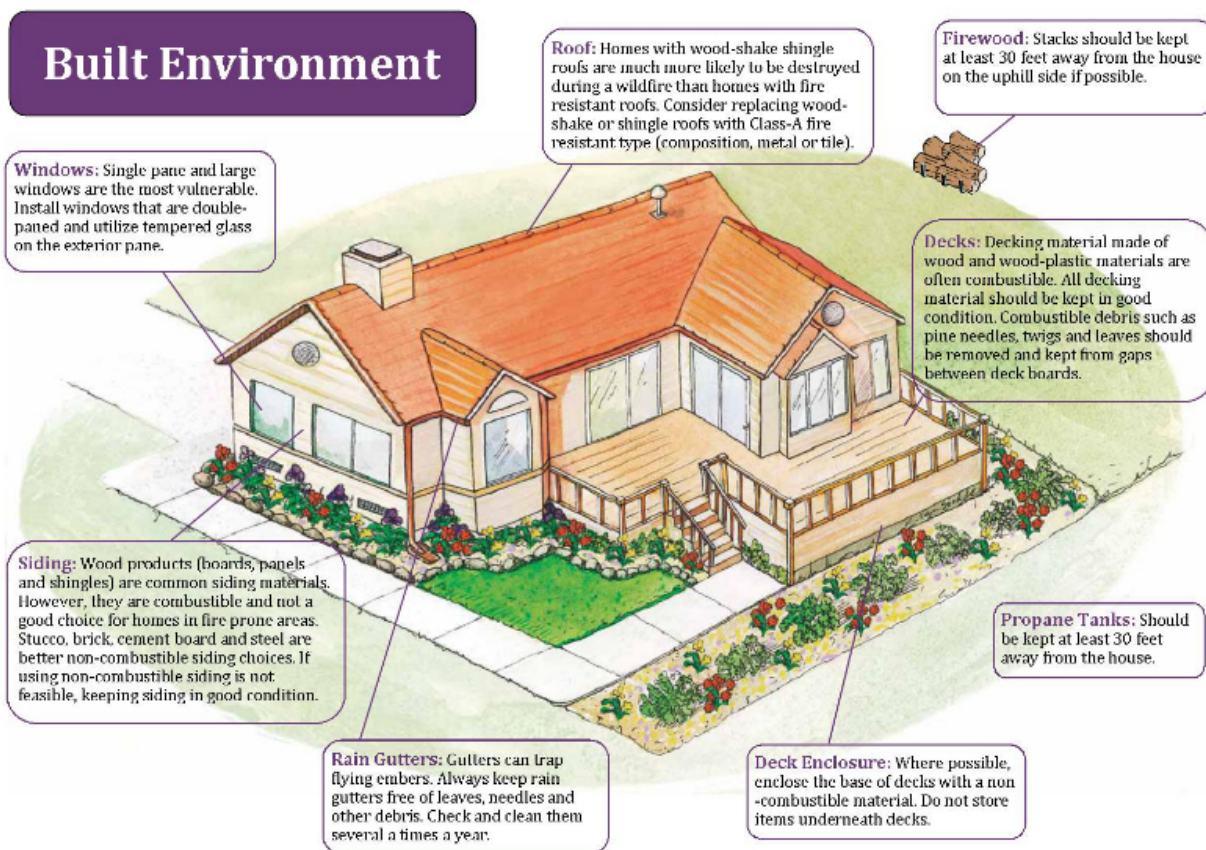 Built Environment
Roof: Homes with wood-shake shingle
roofs are much more likely to be destroyed
during a wildfire than homes with fire
resistant roofs. Consider replacing wood-
shake or shingle roofs with Class-A fire
resistant type (composition, metal or tile).
Firewood: Stacks should be kept
at least 30 feet away from the house
on the uphill side if possible.
Windows: Single pane and large
windows are the most vulnerable.
Install windows that are double-
paned and utilize tempered glass
on the exterior pane.
Decks: Decking material made of
wood and wood-plastic materials are
often combustible. All decking
material should be kept in good
condition. Combustible debris such as
pine needles, twigs and leaves should
be removed and kept from gaps
between deck boards.
Siding: Wood products (boards, panels
and shingles) are common siding materials.
However, they are combustible and not a
good choice for homes in fire prone areas.
Stucco, brick, cement board and steel are
better non-combustible siding choices. If
using non-combustible siding is not
feasible, keeping siding in good condition.
Propane Tanks: Should
be kept at least 30 feet
away from the house.
Rain Gutters: Gutters can trap
flying embers. Always keep rain
gutters free of leaves, needles and
other debris. Check and clean them
several a times a year.
Deck Enclosure: Where possible,
enclose the base of decks with a non
-combustible material. Do not store
items underneath decks.